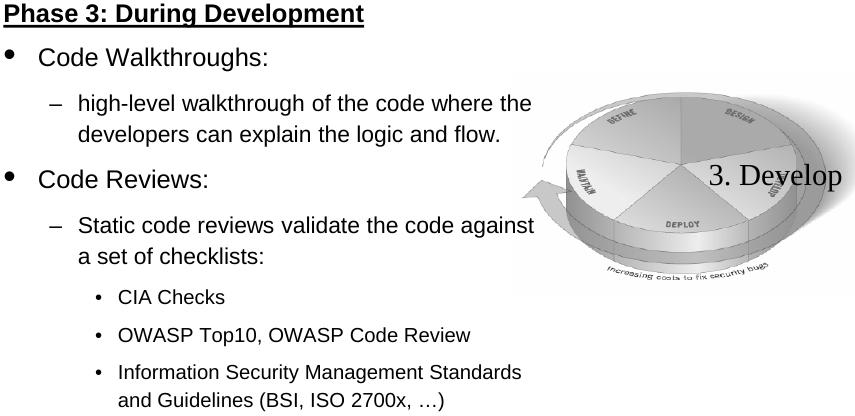 Phase 3: During Development
• Code Walkthroughs:
– high-level walkthrough of the code where the
developers can explain the logic and flow.
• Code Reviews:
– Static code reviews validate the code against
a set of checklists:
• CIA Checks
• OWASP Top10, OWASP Code Review
• Information Security Management Standards
and Guidelines (BSI, ISO 2700x, …)
DEFINE
DESIGN
MAINTAIN
3. Develop
DEVELOP
DEPLOY
Increasing costs to fix security bugs